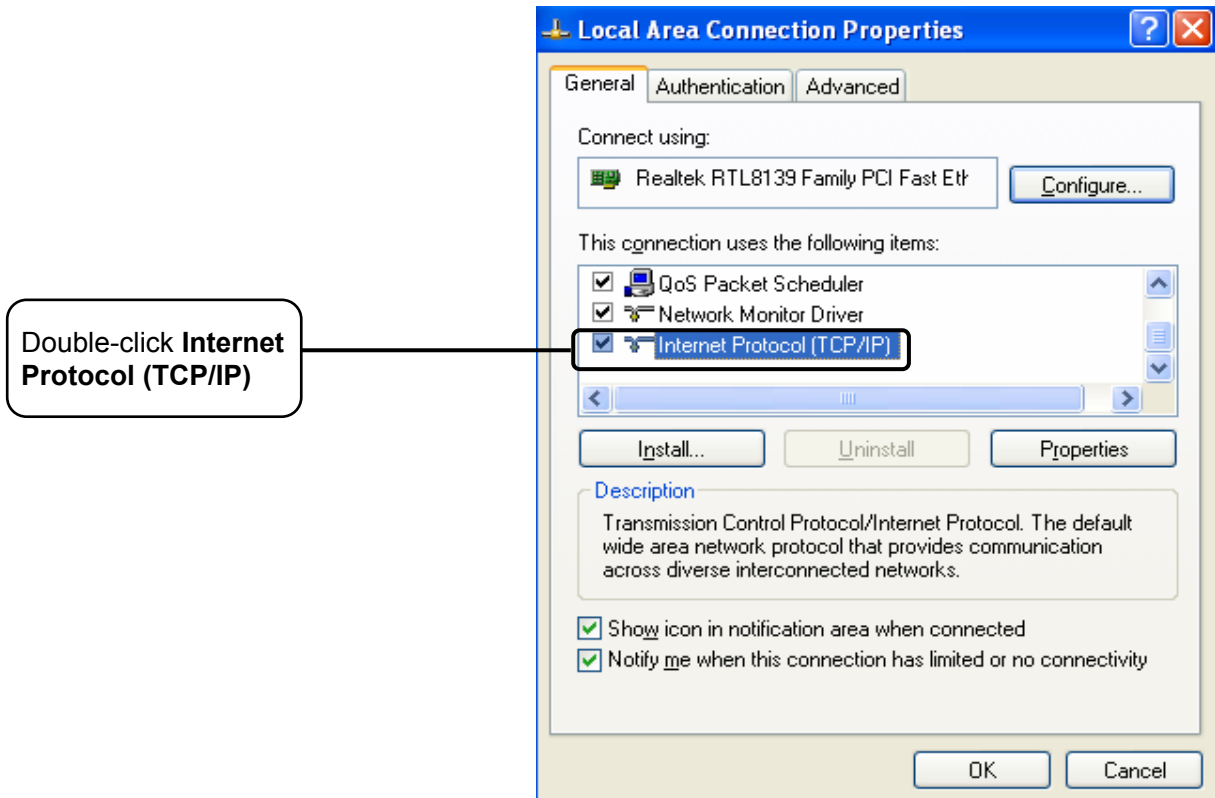 Local Area Connection Properties
General Authentication Advanced
Connect using:
Realtek RTL8139 Family PCI Fast Eth
Configure...
This connection uses the following items:
QoS Packet Scheduler
Network Monitor Driver
Internet Protocol (TCP/IP)
Double-click Internet
Protocol (TCP/IP)
Install... Uninstall Properties
Description
Transmission Control Protocol/Internet Protocol. The default
wide area network protocol that provides communication
across diverse interconnected networks.
Show icon in notification area when connected
Notify me when this connection has limited or no connectivity
OK Cancel